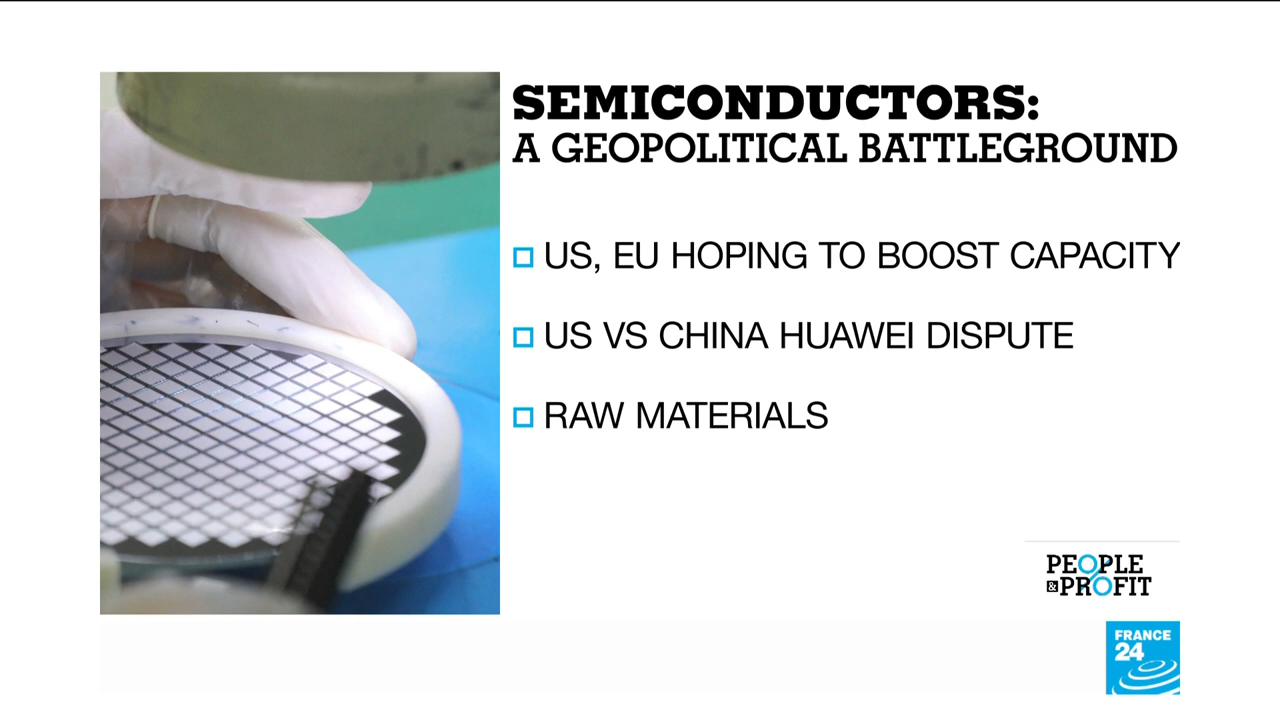 SEMICONDUCTORS:
A GEOPOLITICAL BATTLEGROUND
US, EU HOPING TO BOOST CAPACITY
US VS CHINA HUAWEI DISPUTE
RAW MATERIALS
PEOPLE
&PROFIT
FRANCE
24